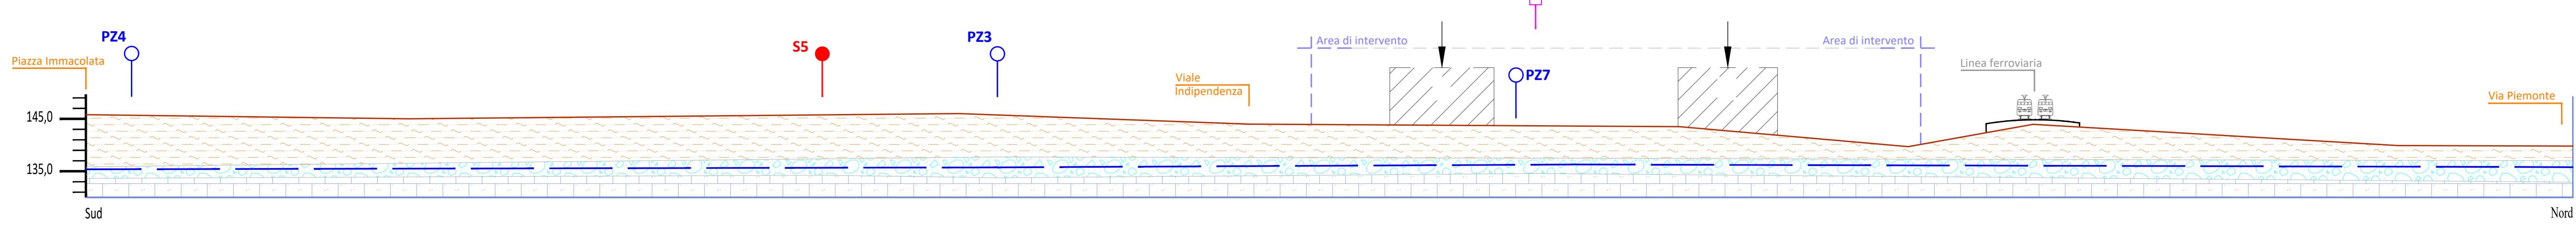 PZ4
S5
PZ3
Area di intervento
Area di intervento
Piazza Immacolata
Linea ferroviaria
Viale
Indipendenza
PZ7
Via Piemonte
145,0
135,0
Sud
Nord